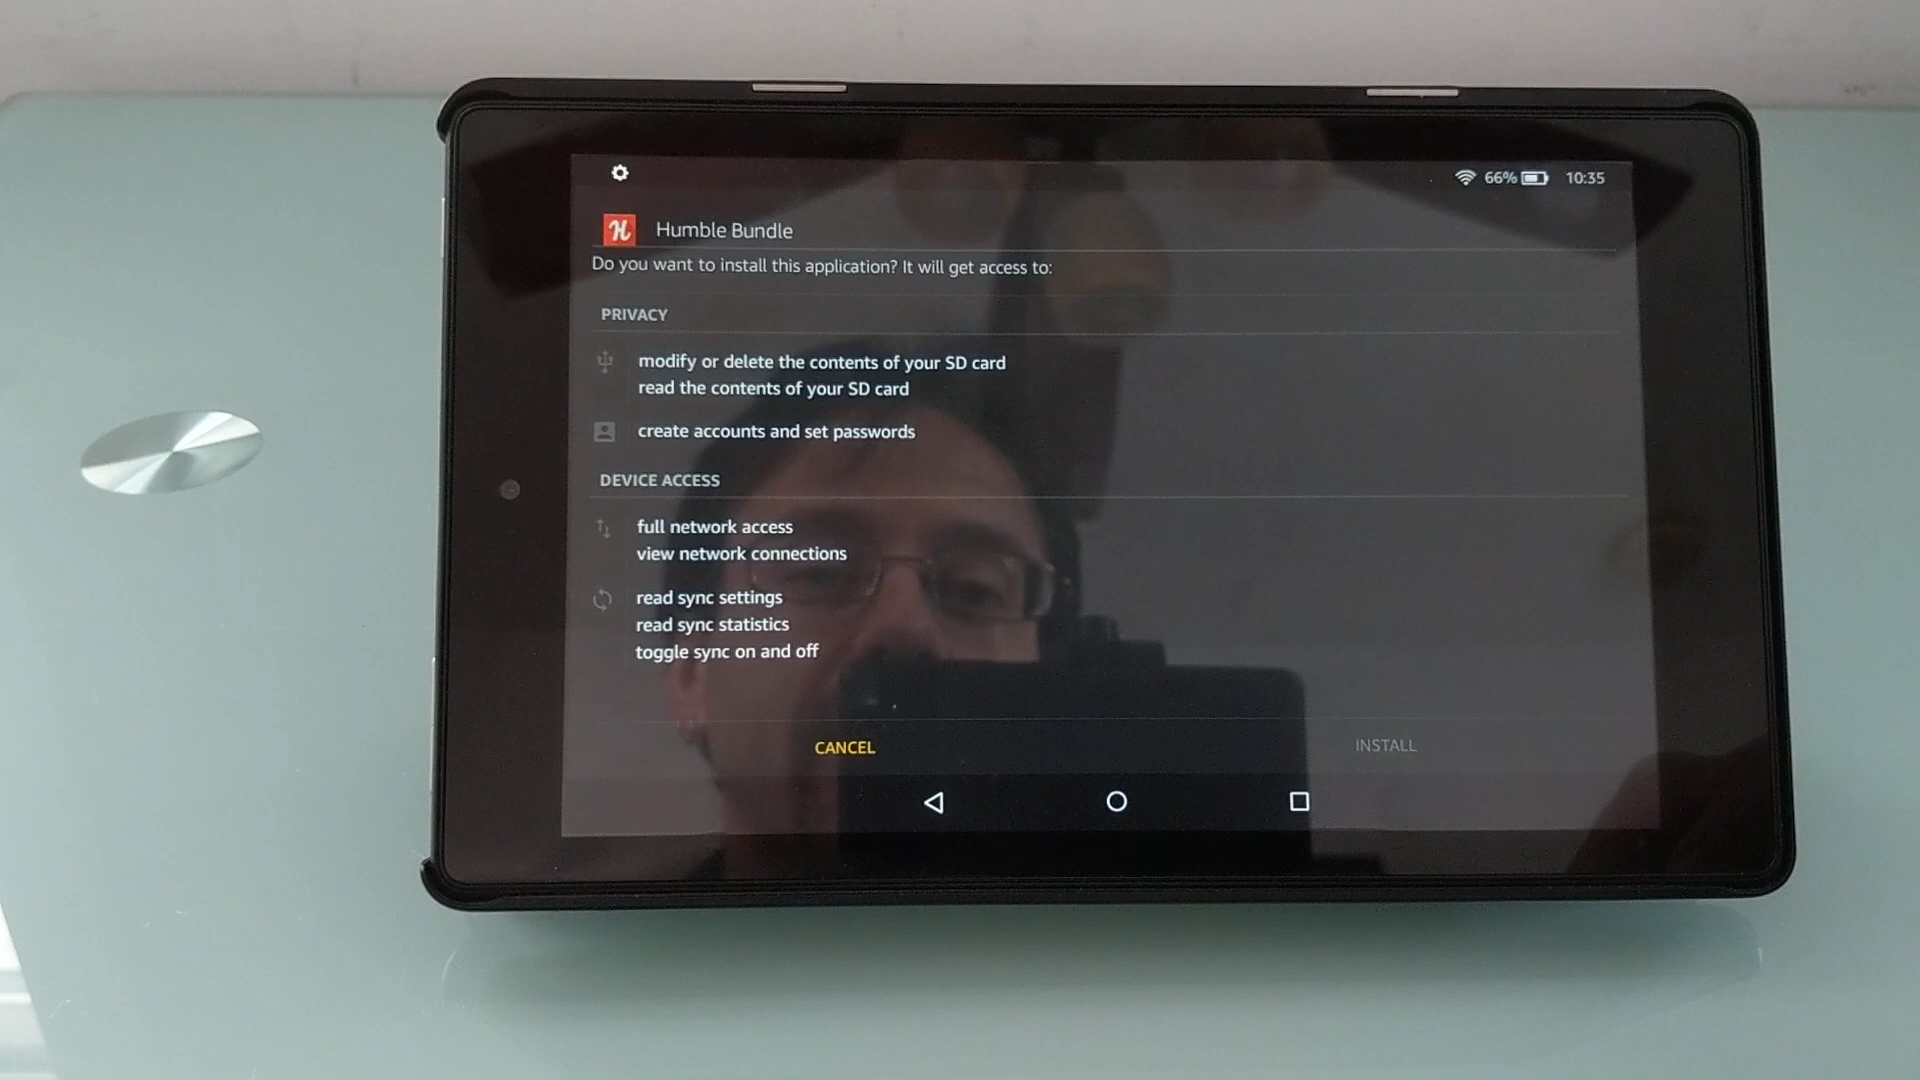 66% 10:35
H Humble Bundle
Do you want to install this application? It will get access to:
PRIVACY
modify or delete the contents of your SD card
read the contents of your SD card
create accounts and set passwords
DEVICE ACCESS
full network access
view network connections
read sync settings
read sync statistics
toggle sync on and off
CANCEL INSTALL